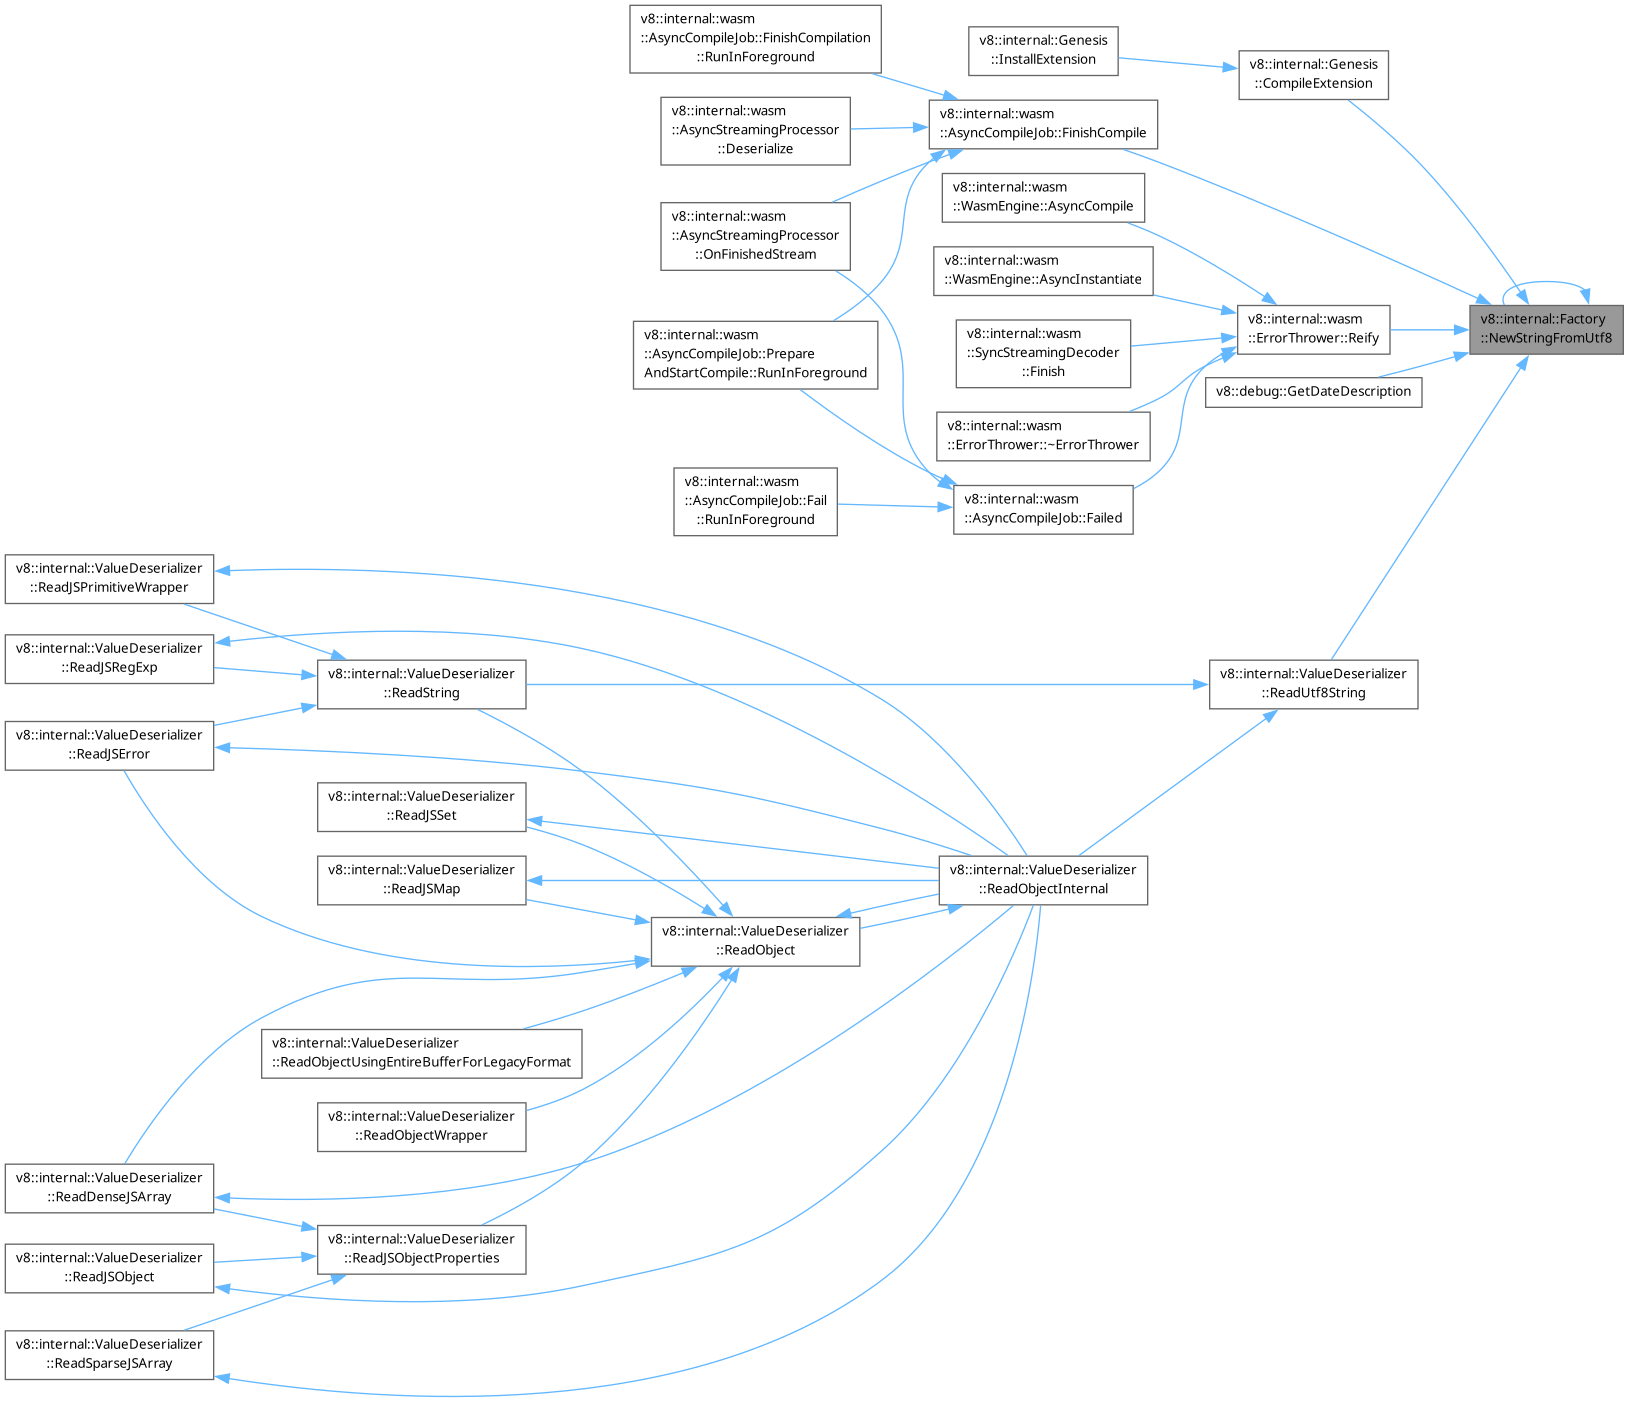 v8::internal::wasm
::AsyncCompileJob::FinishCompilation
::RunInForeground
v8::internal::Genesis
::InstallExtension
v8::internal::Genesis
::CompileExtension
v8::internal::wasm
::AsyncStreamingProcessor
::Deserialize
v8::internal::wasm
::AsyncCompileJob::FinishCompile
v8::internal::wasm
::WasmEngine::AsyncCompile
v8::internal::wasm
::AsyncStreamingProcessor
::OnFinishedStream
v8::internal::wasm
::WasmEngine::AsyncInstantiate
v8::internal::wasm
::ErrorThrower::Reify
v8::internal::Factory
::NewStringFromUtf8
v8::internal::wasm
::AsyncCompileJob::Prepare
AndStartCompile::RunInForeground
v8::internal::wasm
::SyncStreamingDecoder
::Finish
v8::debug::GetDateDescription
v8::internal::wasm
::ErrorThrower::~ErrorThrower
v8::internal::wasm
::AsyncCompileJob::Fail
::RunInForeground
v8::internal::wasm
::AsyncCompileJob::Failed
v8::internal::ValueDeserializer
::ReadJSPrimitiveWrapper
v8::internal::ValueDeserializer
::ReadJSRegExp
v8::internal::ValueDeserializer
::ReadString
v8::internal::ValueDeserializer
::ReadUtf8String
v8::internal::ValueDeserializer
::ReadJSError
v8::internal::ValueDeserializer
::ReadJSSet
v8::internal::ValueDeserializer
::ReadJSMap
v8::internal::ValueDeserializer
::ReadObjectInternal
v8::internal::ValueDeserializer
::ReadObject
v8::internal::ValueDeserializer
::ReadObjectUsingEntireBufferForLegacyFormat
v8::internal::ValueDeserializer
::ReadObjectWrapper
v8::internal::ValueDeserializer
::ReadDenseJSArray
v8::internal::ValueDeserializer
::ReadJSObjectProperties
v8::internal::ValueDeserializer
::ReadJSObject
v8::internal::ValueDeserializer
::ReadSparseJSArray